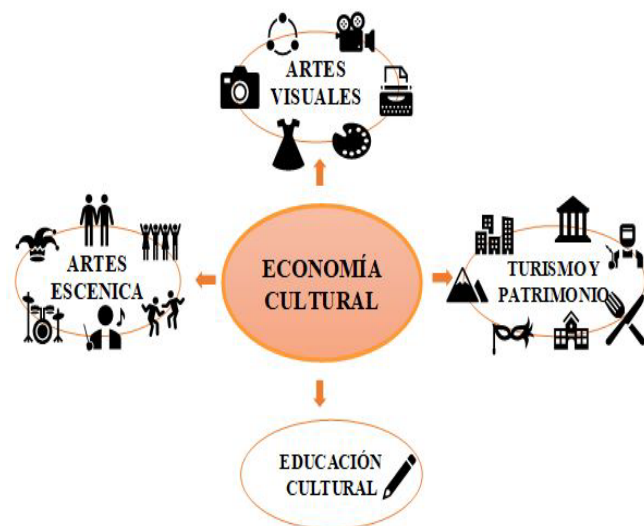 ARTES
VISUALES
ARTES
ESCENICA
ECONOMÍA
CULTURAL
TURISMO Y
PATRIMONIO
EDUCACIÓN
CULTURAL